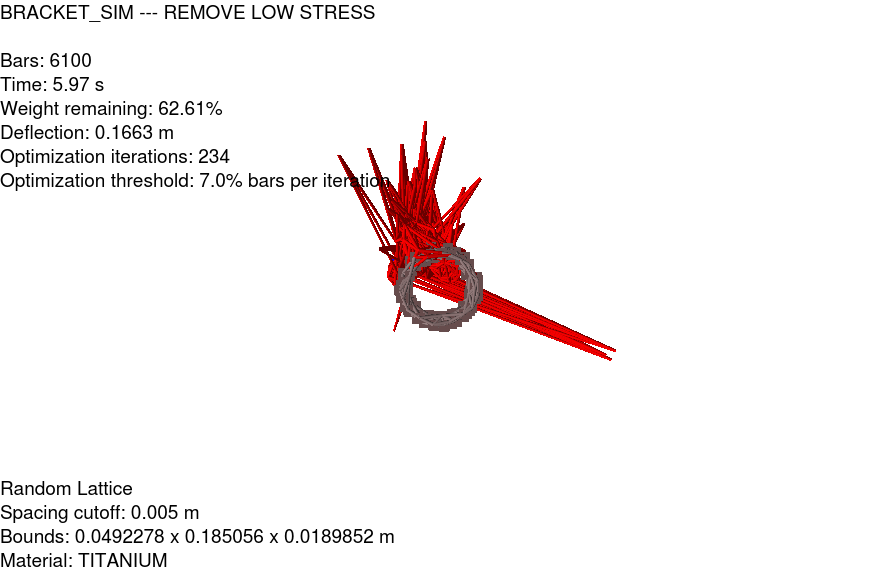 BRACKET_SIM --- REMOVE LOW STRESS
Bars: 6100
Time: 5.97 s
Weight remaining: 62.61%
Deflection: 0.1663 m
Optimization iterations: 234
Optimization threshold: 7.0% bars per iteration
Random Lattice
Spacing cutoff: 0.005 m
Bounds: 0.0492278 x 0.185056 x 0.0189852 m
Material: TITANIUM